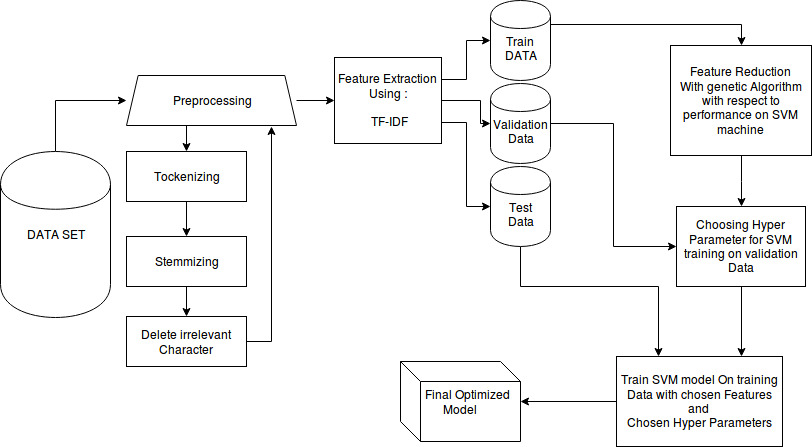 DATA SET
Preprocessing
Tockenizing
Stemmizing
Delete irrelevant
Character
Feature Extraction
Using :
TF-IDF
Train
DATA
Validation
Data
Test
Data
Feature Reduction
With genetic Algorithm
with respect to
performance on SVM
machine
Choosing Hyper
Parameter for SVM
training on validation
Data
Train SVM model On training
Data with chosen Features
and
Chosen Hyper Parameters
Final Optimized
Model